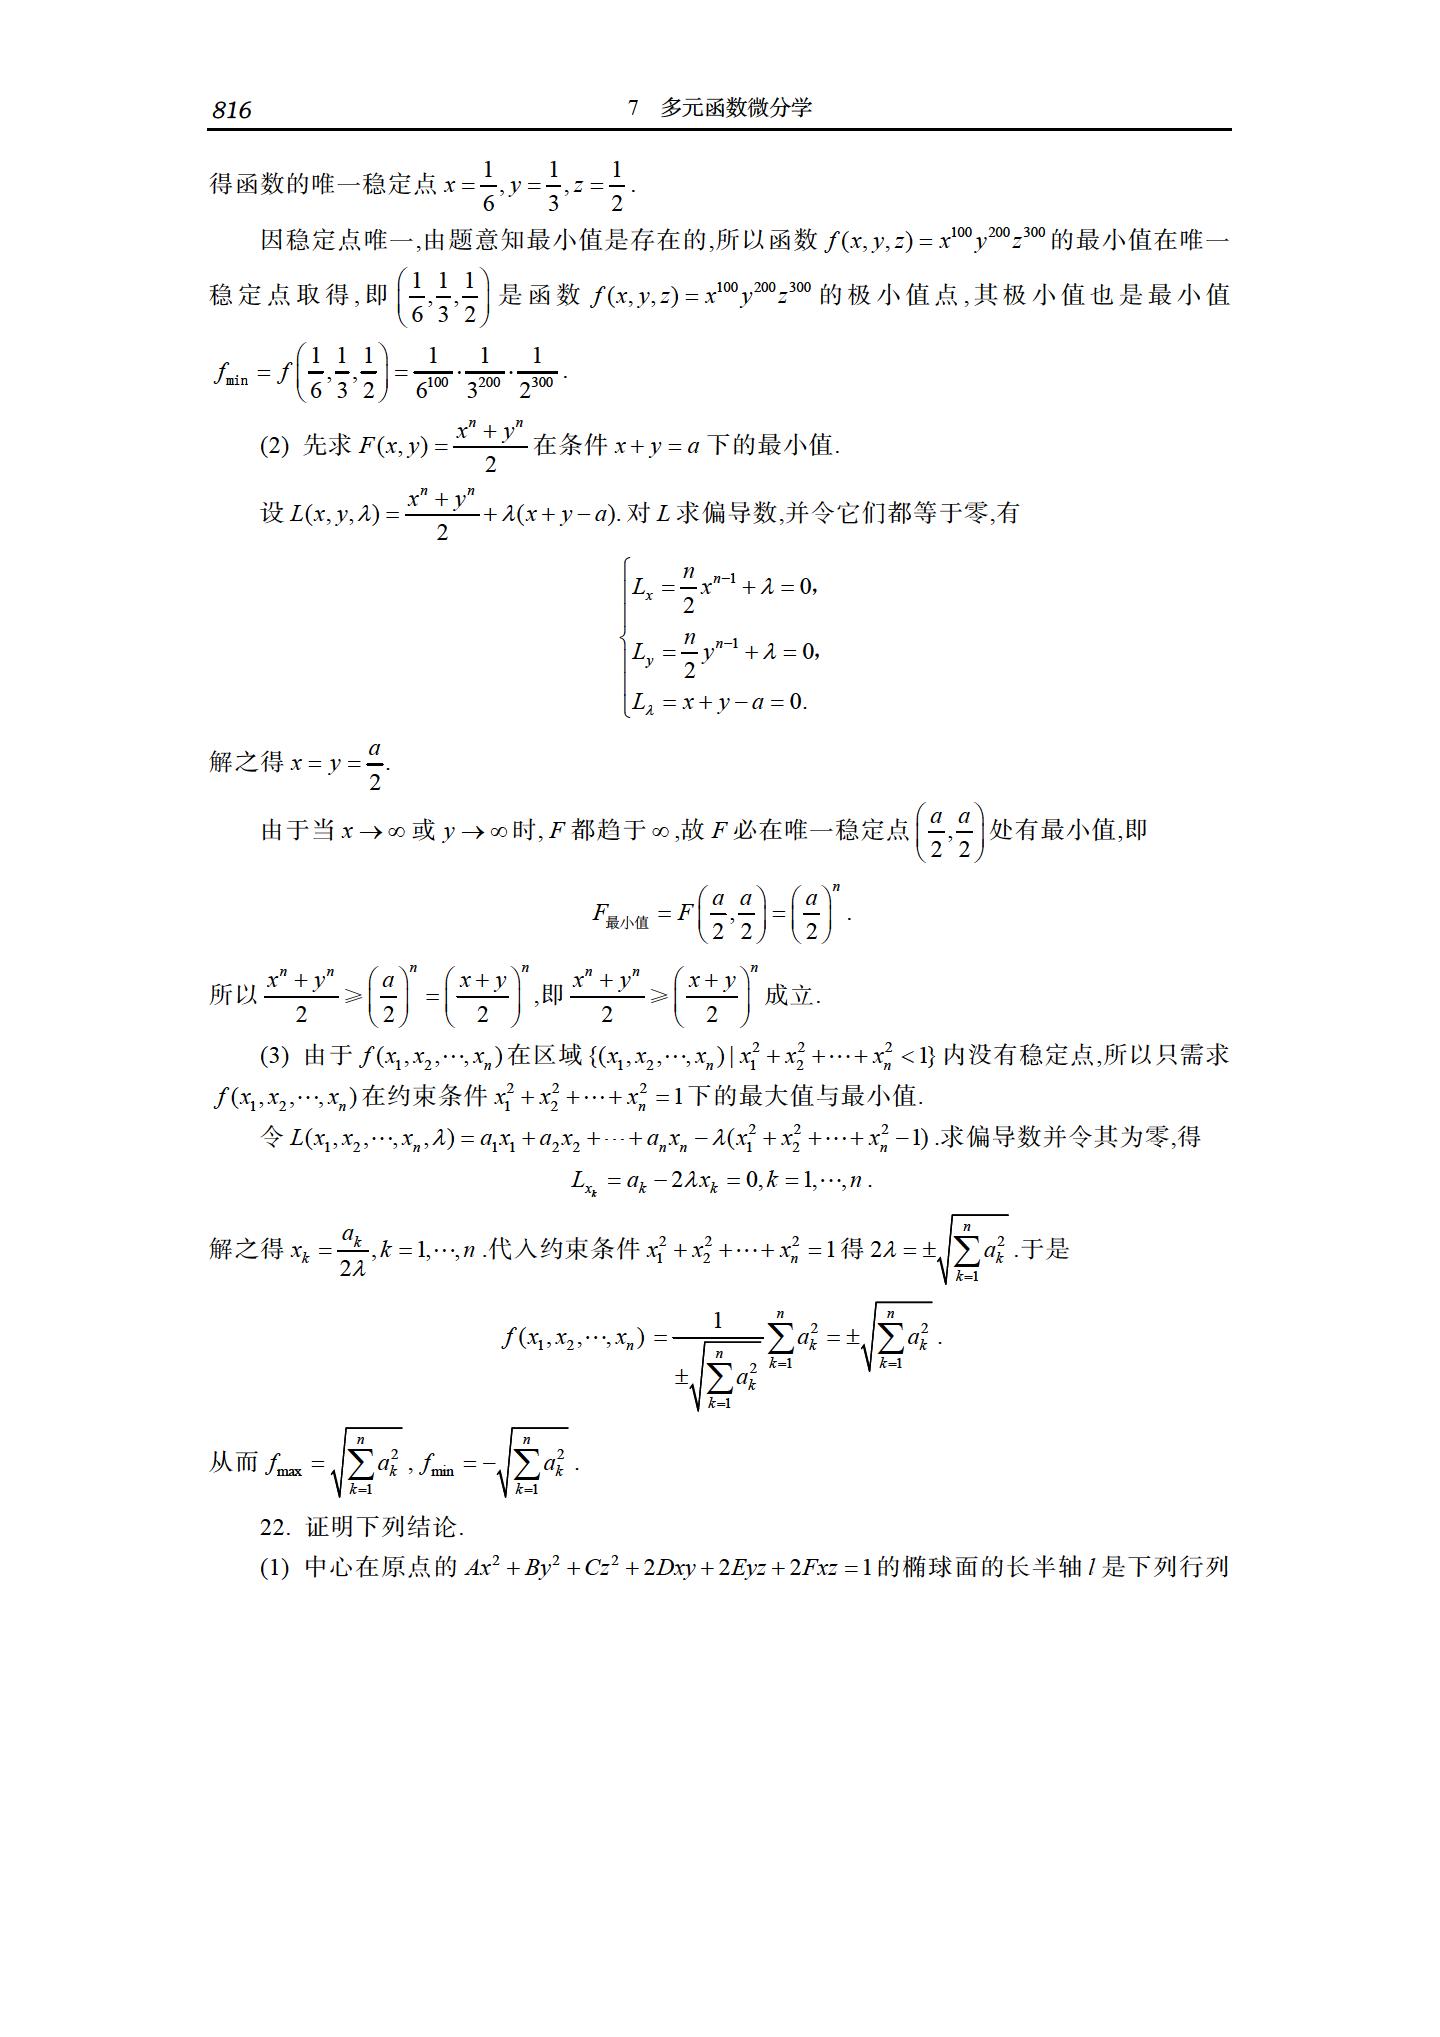 816
7 多元函数微分学
得函数的唯一稳定点 $x=\frac{1}{6},y=\frac{1}{3},z=\frac{1}{2}$.
因稳定点唯一,由题意知最小值是存在的,所以函数 $f(x,y,z)=x^{100}y^{200}z^{300}$ 的最小值在唯一
稳定点取得,即 $\left(\frac{1}{6},\frac{1}{3},\frac{1}{2}\right)$ 是函数 $f(x,y,z)=x^{100}y^{200}z^{300}$ 的极小值点,其极小值也是最小值
$f_{\min}=f\left(\frac{1}{6},\frac{1}{3},\frac{1}{2}\right)=\frac{1}{6^{100}}\cdot\frac{1}{3^{200}}\cdot\frac{1}{2^{300}}$.
(2) 先求 $F(x,y)=\frac{x^n+y^n}{2}$ 在条件 $x+y=a$ 下的最小值.
设 $L(x,y,\lambda)=\frac{x^n+y^n}{2}+\lambda(x+y-a)$. 对 $L$ 求偏导数,并令它们都等于零,有
$L_x=\frac{n}{2}x^{n-1}+\lambda=0$,
$L_y=\frac{n}{2}y^{n-1}+\lambda=0$,
$L_\lambda=x+y-a=0$.
解之得 $x=y=\frac{a}{2}$.
由于当 $x\to\infty$ 或 $y\to\infty$ 时, $F$ 都趋于 $\infty$,故 $F$ 必在唯一稳定点 $\left(\frac{a}{2},\frac{a}{2}\right)$ 处有最小值,即
$F_{最小值}=F\left(\frac{a}{2},\frac{a}{2}\right)=\left(\frac{a}{2}\right)^n$.
所以 $\frac{x^n+y^n}{2}\geqslant\left(\frac{a}{2}\right)^n=\left(\frac{x+y}{2}\right)^n$,即 $\frac{x^n+y^n}{2}\geqslant\left(\frac{x+y}{2}\right)^n$ 成立.
(3) 由于 $f(x_1,x_2,\cdots,x_n)$ 在区域 $\{(x_1,x_2,\cdots,x_n)|x_1^2+x_2^2+\cdots+x_n^2<1\}$ 内没有稳定点,所以只需求
$f(x_1,x_2,\cdots,x_n)$ 在约束条件 $x_1^2+x_2^2+\cdots+x_n^2=1$ 下的最大值与最小值.
令 $L(x_1,x_2,\cdots,x_n,\lambda)=a_1x_1+a_2x_2+\cdots+a_nx_n-\lambda(x_1^2+x_2^2+\cdots+x_n^2-1)$.求偏导数并令其为零,得
$L_{x_k}=a_k-2\lambda x_k=0,k=1,\cdots,n$.
解之得 $x_k=\frac{a_k}{2\lambda},k=1,\cdots,n$.代入约束条件 $x_1^2+x_2^2+\cdots+x_n^2=1$ 得 $2\lambda=\pm\sqrt{\sum_{k=1}^{n}a_k^2}$.于是
$f(x_1,x_2,\cdots,x_n)=\frac{1}{\pm\sqrt{\sum_{k=1}^{n}a_k^2}}\sum_{k=1}^{n}a_k^2=\pm\sqrt{\sum_{k=1}^{n}a_k^2}$.
从而 $f_{\max}=\sqrt{\sum_{k=1}^{n}a_k^2}$, $f_{\min}=-\sqrt{\sum_{k=1}^{n}a_k^2}$.
22. 证明下列结论.
(1) 中心在原点的 $Ax^2+By^2+Cz^2+2Dxy+2Eyz+2Fxz=1$ 的椭球面的长半轴 $l$ 是下列行列